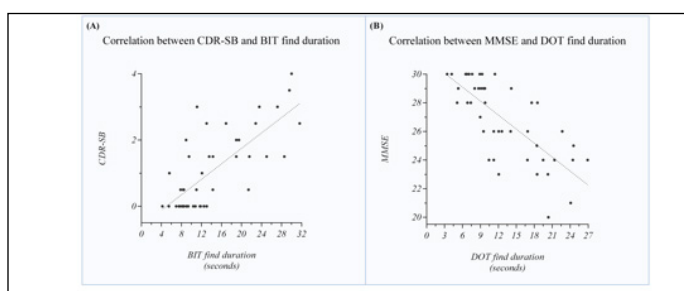 (A)
Correlation between CDR-SB and BIT find duration
CDR-SB
4
2
0
0 4 8 12 16 20 24 28 32
BIT find duration
(seconds)
(B)
Correlation between MMSE and DOT find duration
MMSE
30
28
26
24
22
20
0 3 6 9 12 15 18 21 24 27
DOT find duration
(seconds)